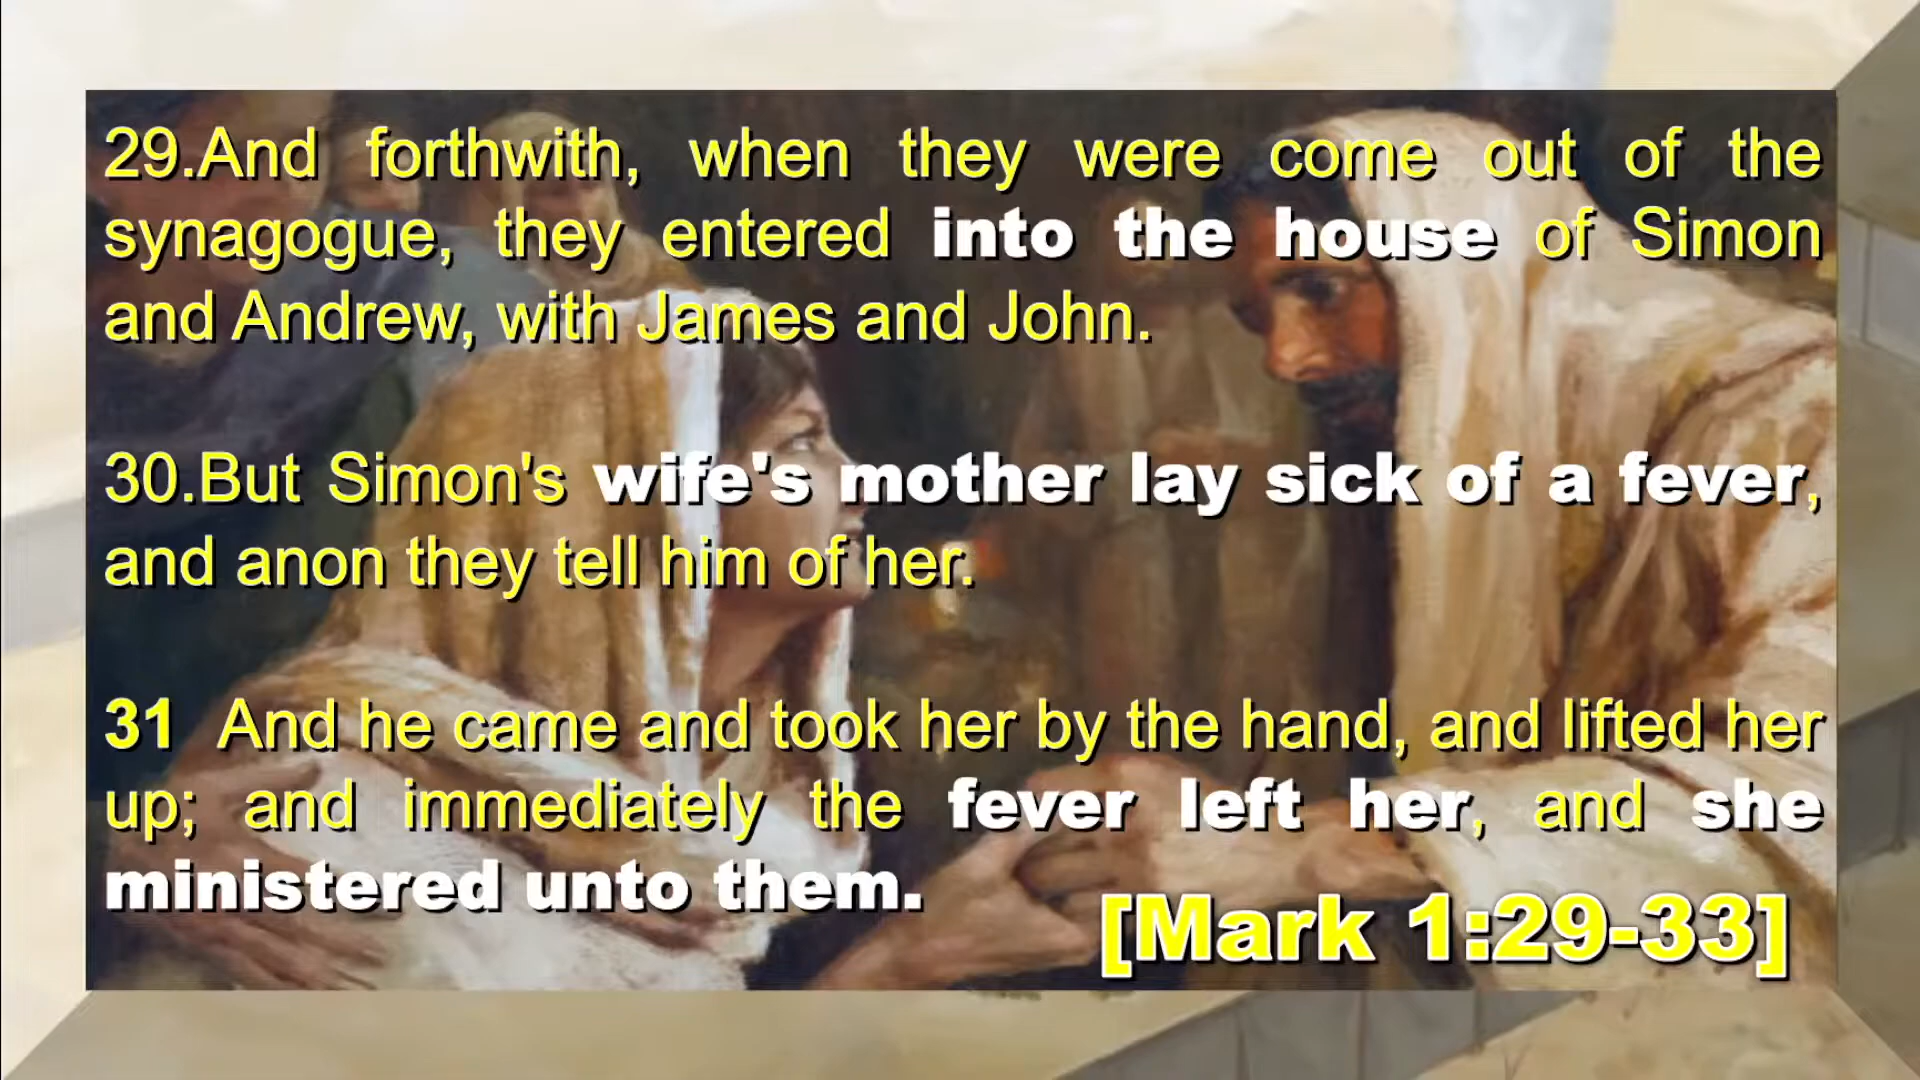 29.And forthwith, when they were come out of the
synagogue, they entered into the house of Simon
and Andrew, with James and John.
30.But Simon's wife's mother lay sick of a fever,
and anon they tell him of her.
31 And he came and took her by the hand, and lifted her
up; and immediately the fever left her, and she
ministered unto them.
[Mark 1:29-33]